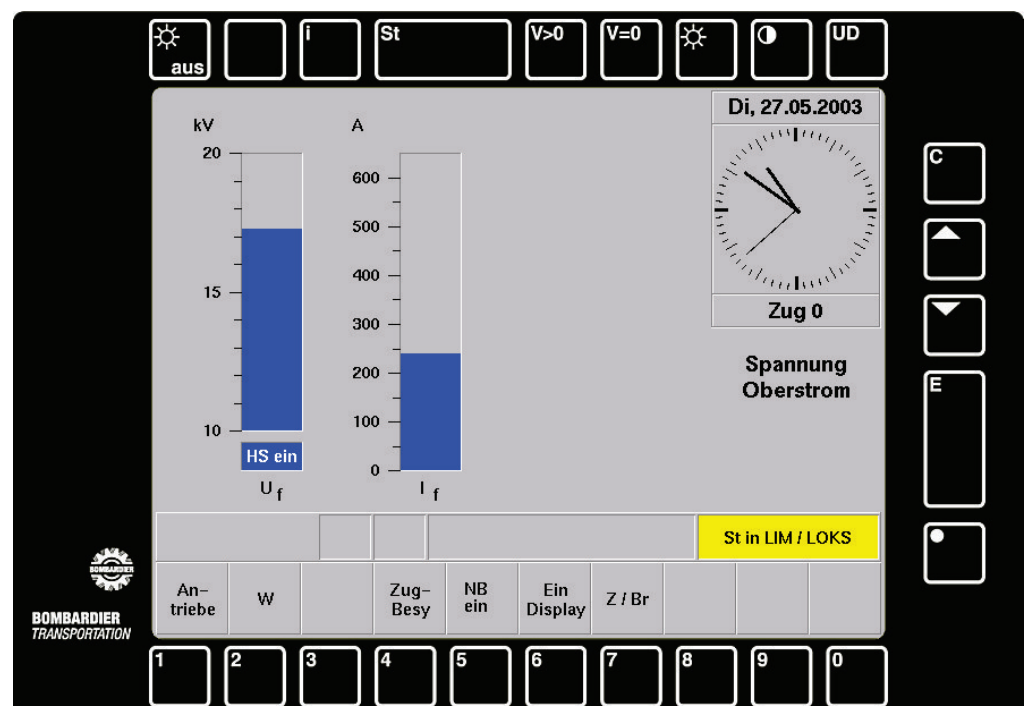 aus
i
St
V>0
V=0
UD
Di, 27.05.2003
kV
A
20
15
10
600
500
400
300
200
100
0
HS ein
U f
I f
Zug 0
Spannung
Oberstrom
C
E
St in LIM / LOKS
An-
triebe
W
Zug-
Besy
NB
ein
Ein
Display
Z / Br
BOMBARDIER
BOMBARDIER
TRANSPORTATION
1
2
3
4
5
6
7
8
9
0